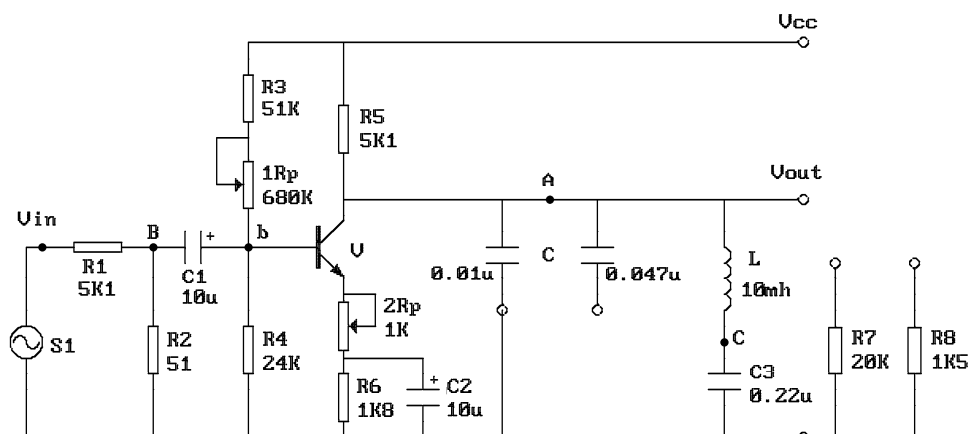 Vcc
R3
51K
R5
5K1
1Rp
680K
A
Vout
Vin
B
+
b
V
R1
5K1
C1
10u
0.01u
C
0.047u
L
10mh
2Rp
1K
S1
R2
51
R4
24K
C
R7
20K
R8
1K5
R6
1K8
+
C2
10u
C3
0.22u